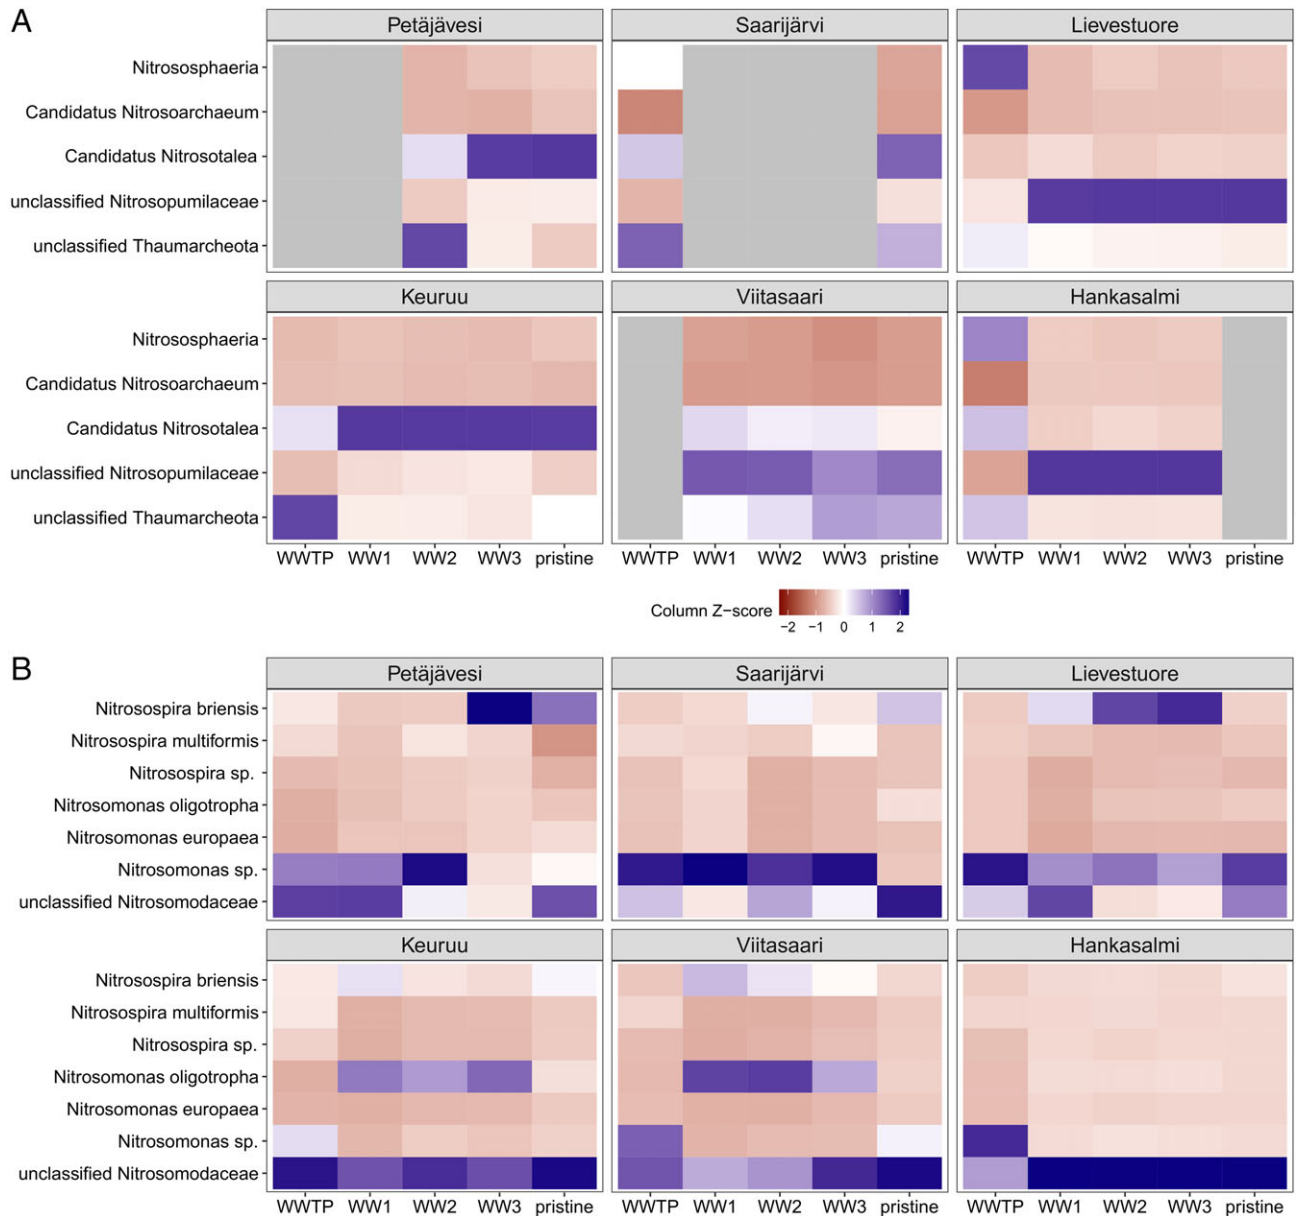 A
Petäjävesi Saarijärvi Lievestuore
Nitrososphaeria
Candidatus Nitrosoarchaeum
Candidatus Nitrosotalea
unclassified Nitrosopumilaceae
unclassified Thaumarcheota
Keuruu Viitasaari Hankasalmi
Nitrososphaeria
Candidatus Nitrosoarchaeum
Candidatus Nitrosotalea
unclassified Nitrosopumilaceae
unclassified Thaumarcheota
WWTP WW1 WW2 WW3 pristine WWTP WW1 WW2 WW3 pristine WWTP WW1 WW2 WW3 pristine
Column Z−score
−2 −1 0 1 2
B
Petäjävesi Saarijärvi Lievestuore
Nitrosospira briensis
Nitrosospira multiformis
Nitrosospira sp.
Nitrosomonas oligotropha
Nitrosomonas europaea
Nitrosomonas sp.
unclassified Nitrosomodaceae
Keuruu Viitasaari Hankasalmi
Nitrosospira briensis
Nitrosospira multiformis
Nitrosospira sp.
Nitrosomonas oligotropha
Nitrosomonas europaea
Nitrosomonas sp.
unclassified Nitrosomodaceae
WWTP WW1 WW2 WW3 pristine WWTP WW1 WW2 WW3 pristine WWTP WW1 WW2 WW3 pristine